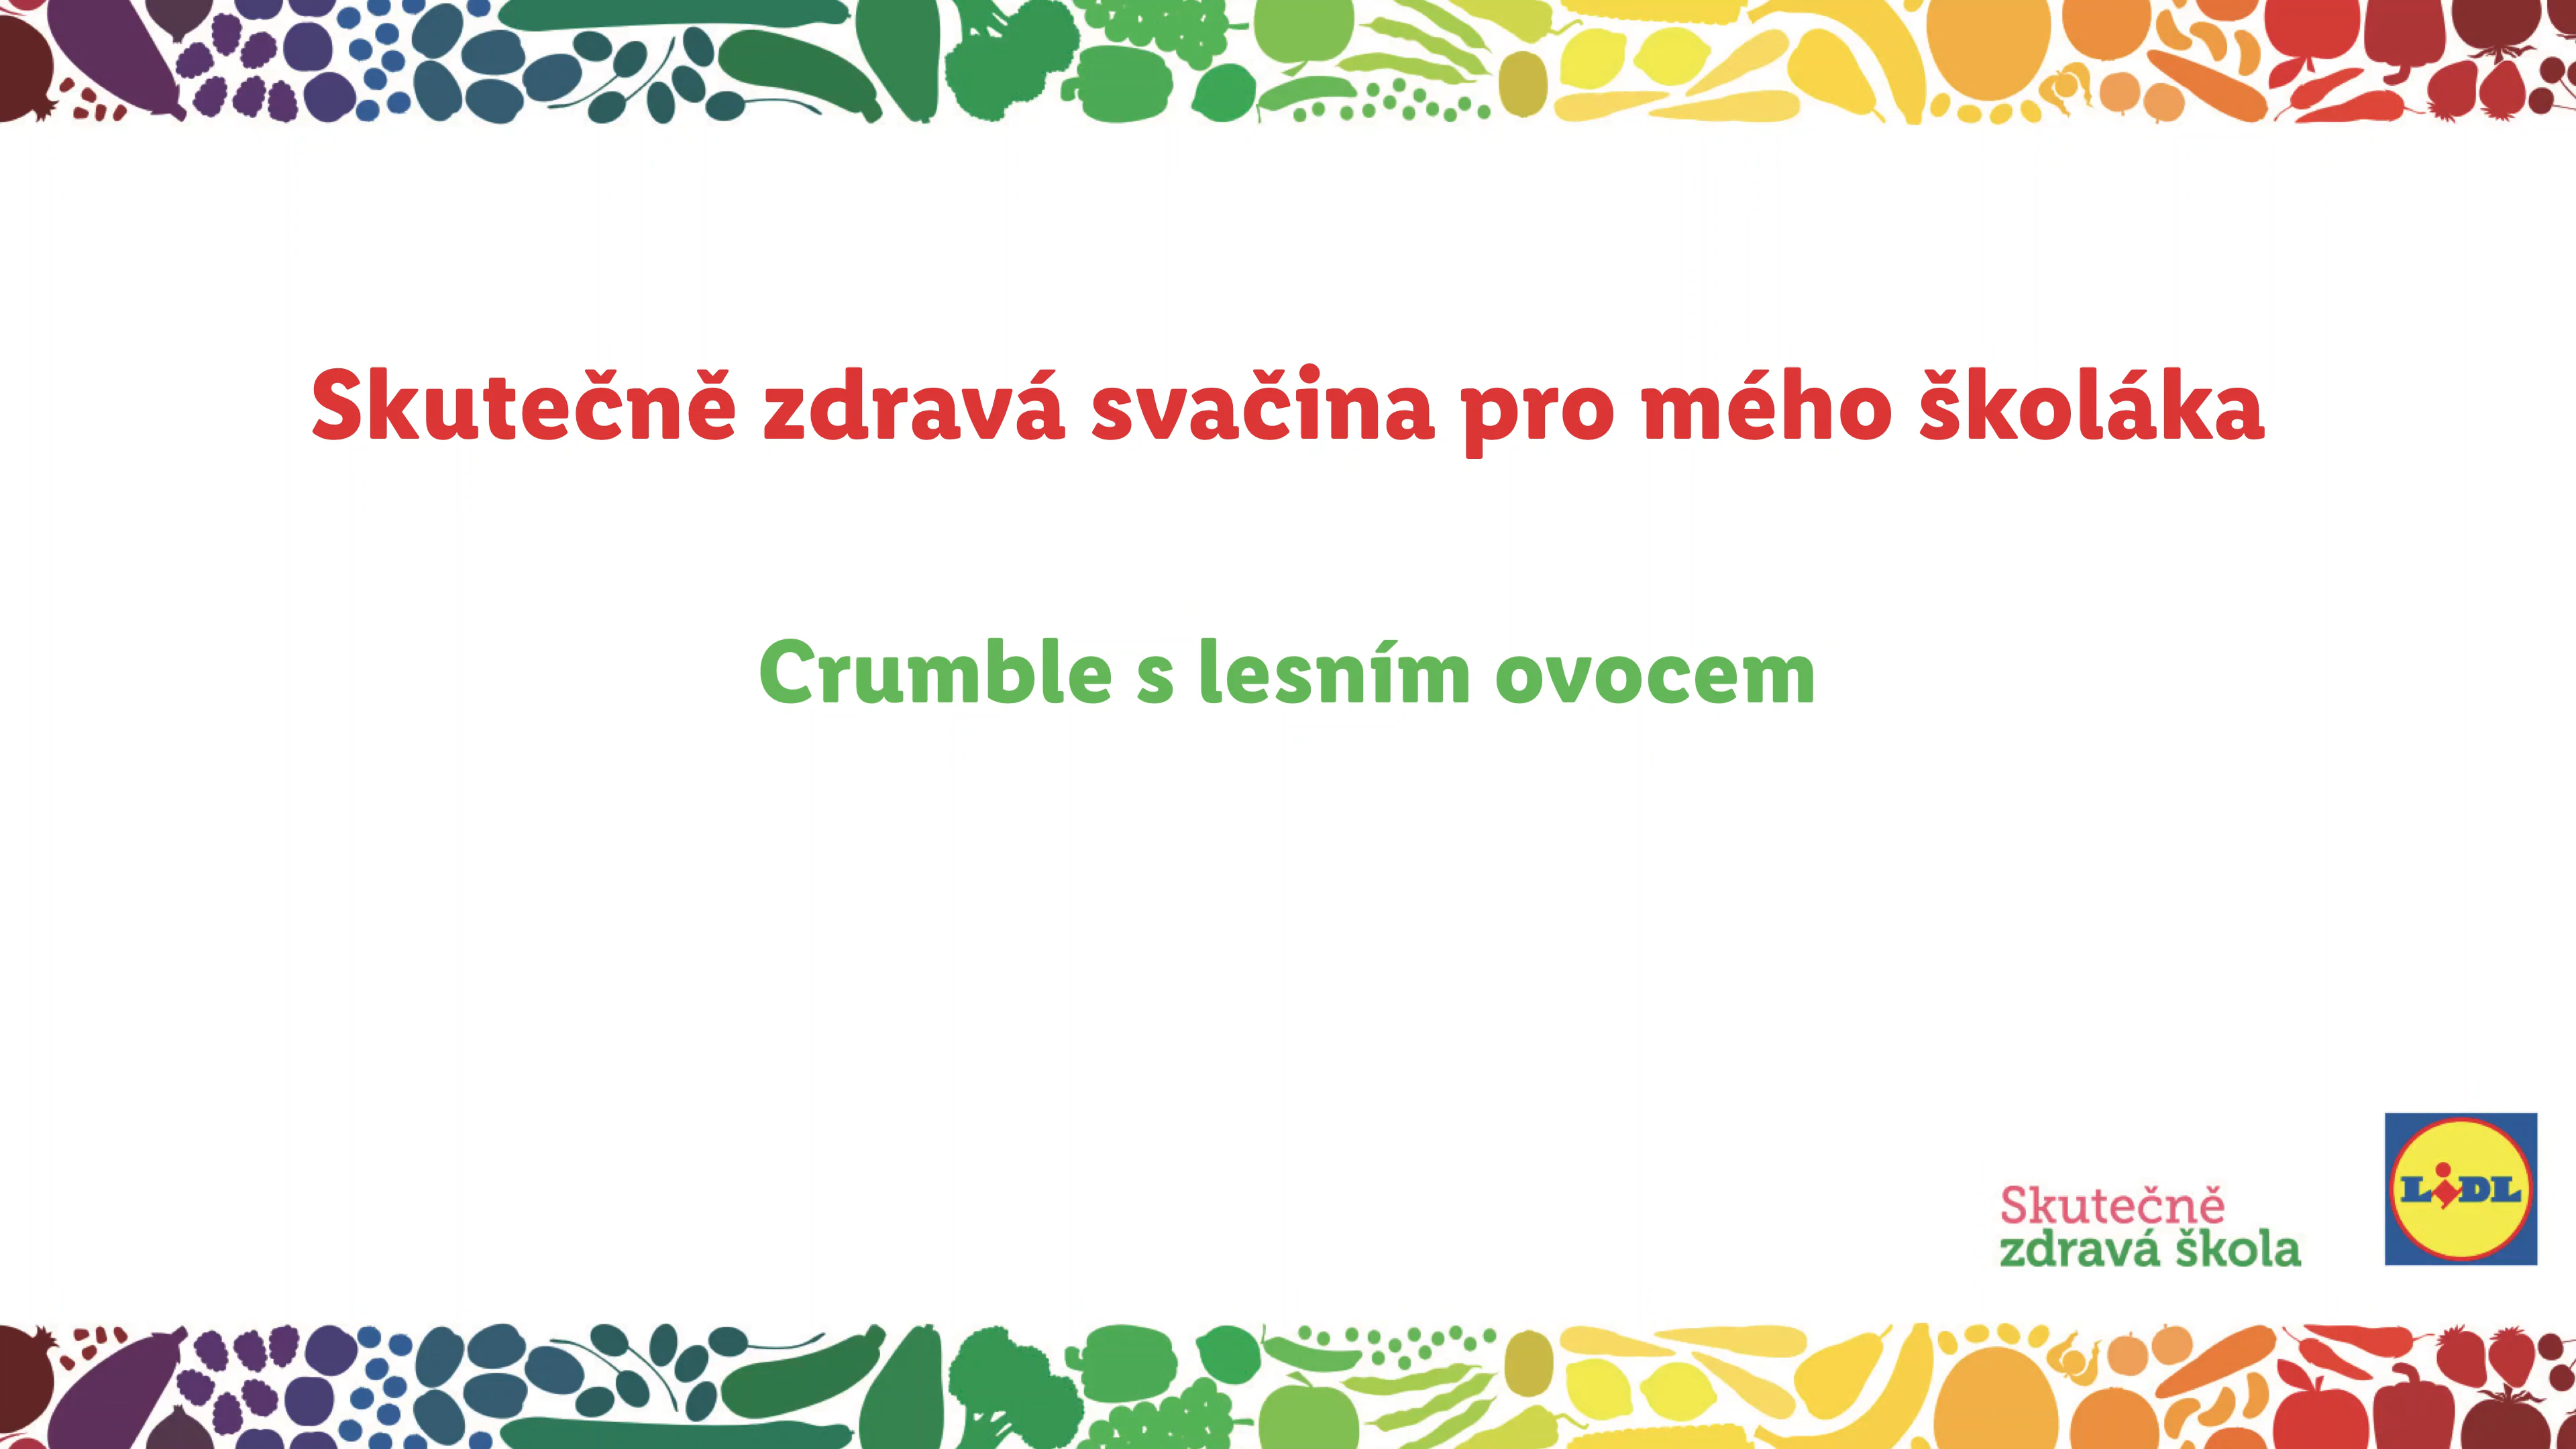 Skutečně zdravá svačina pro mého školáka
Crumble s lesním ovocem
Skutečně
zdravá škola
LiDL